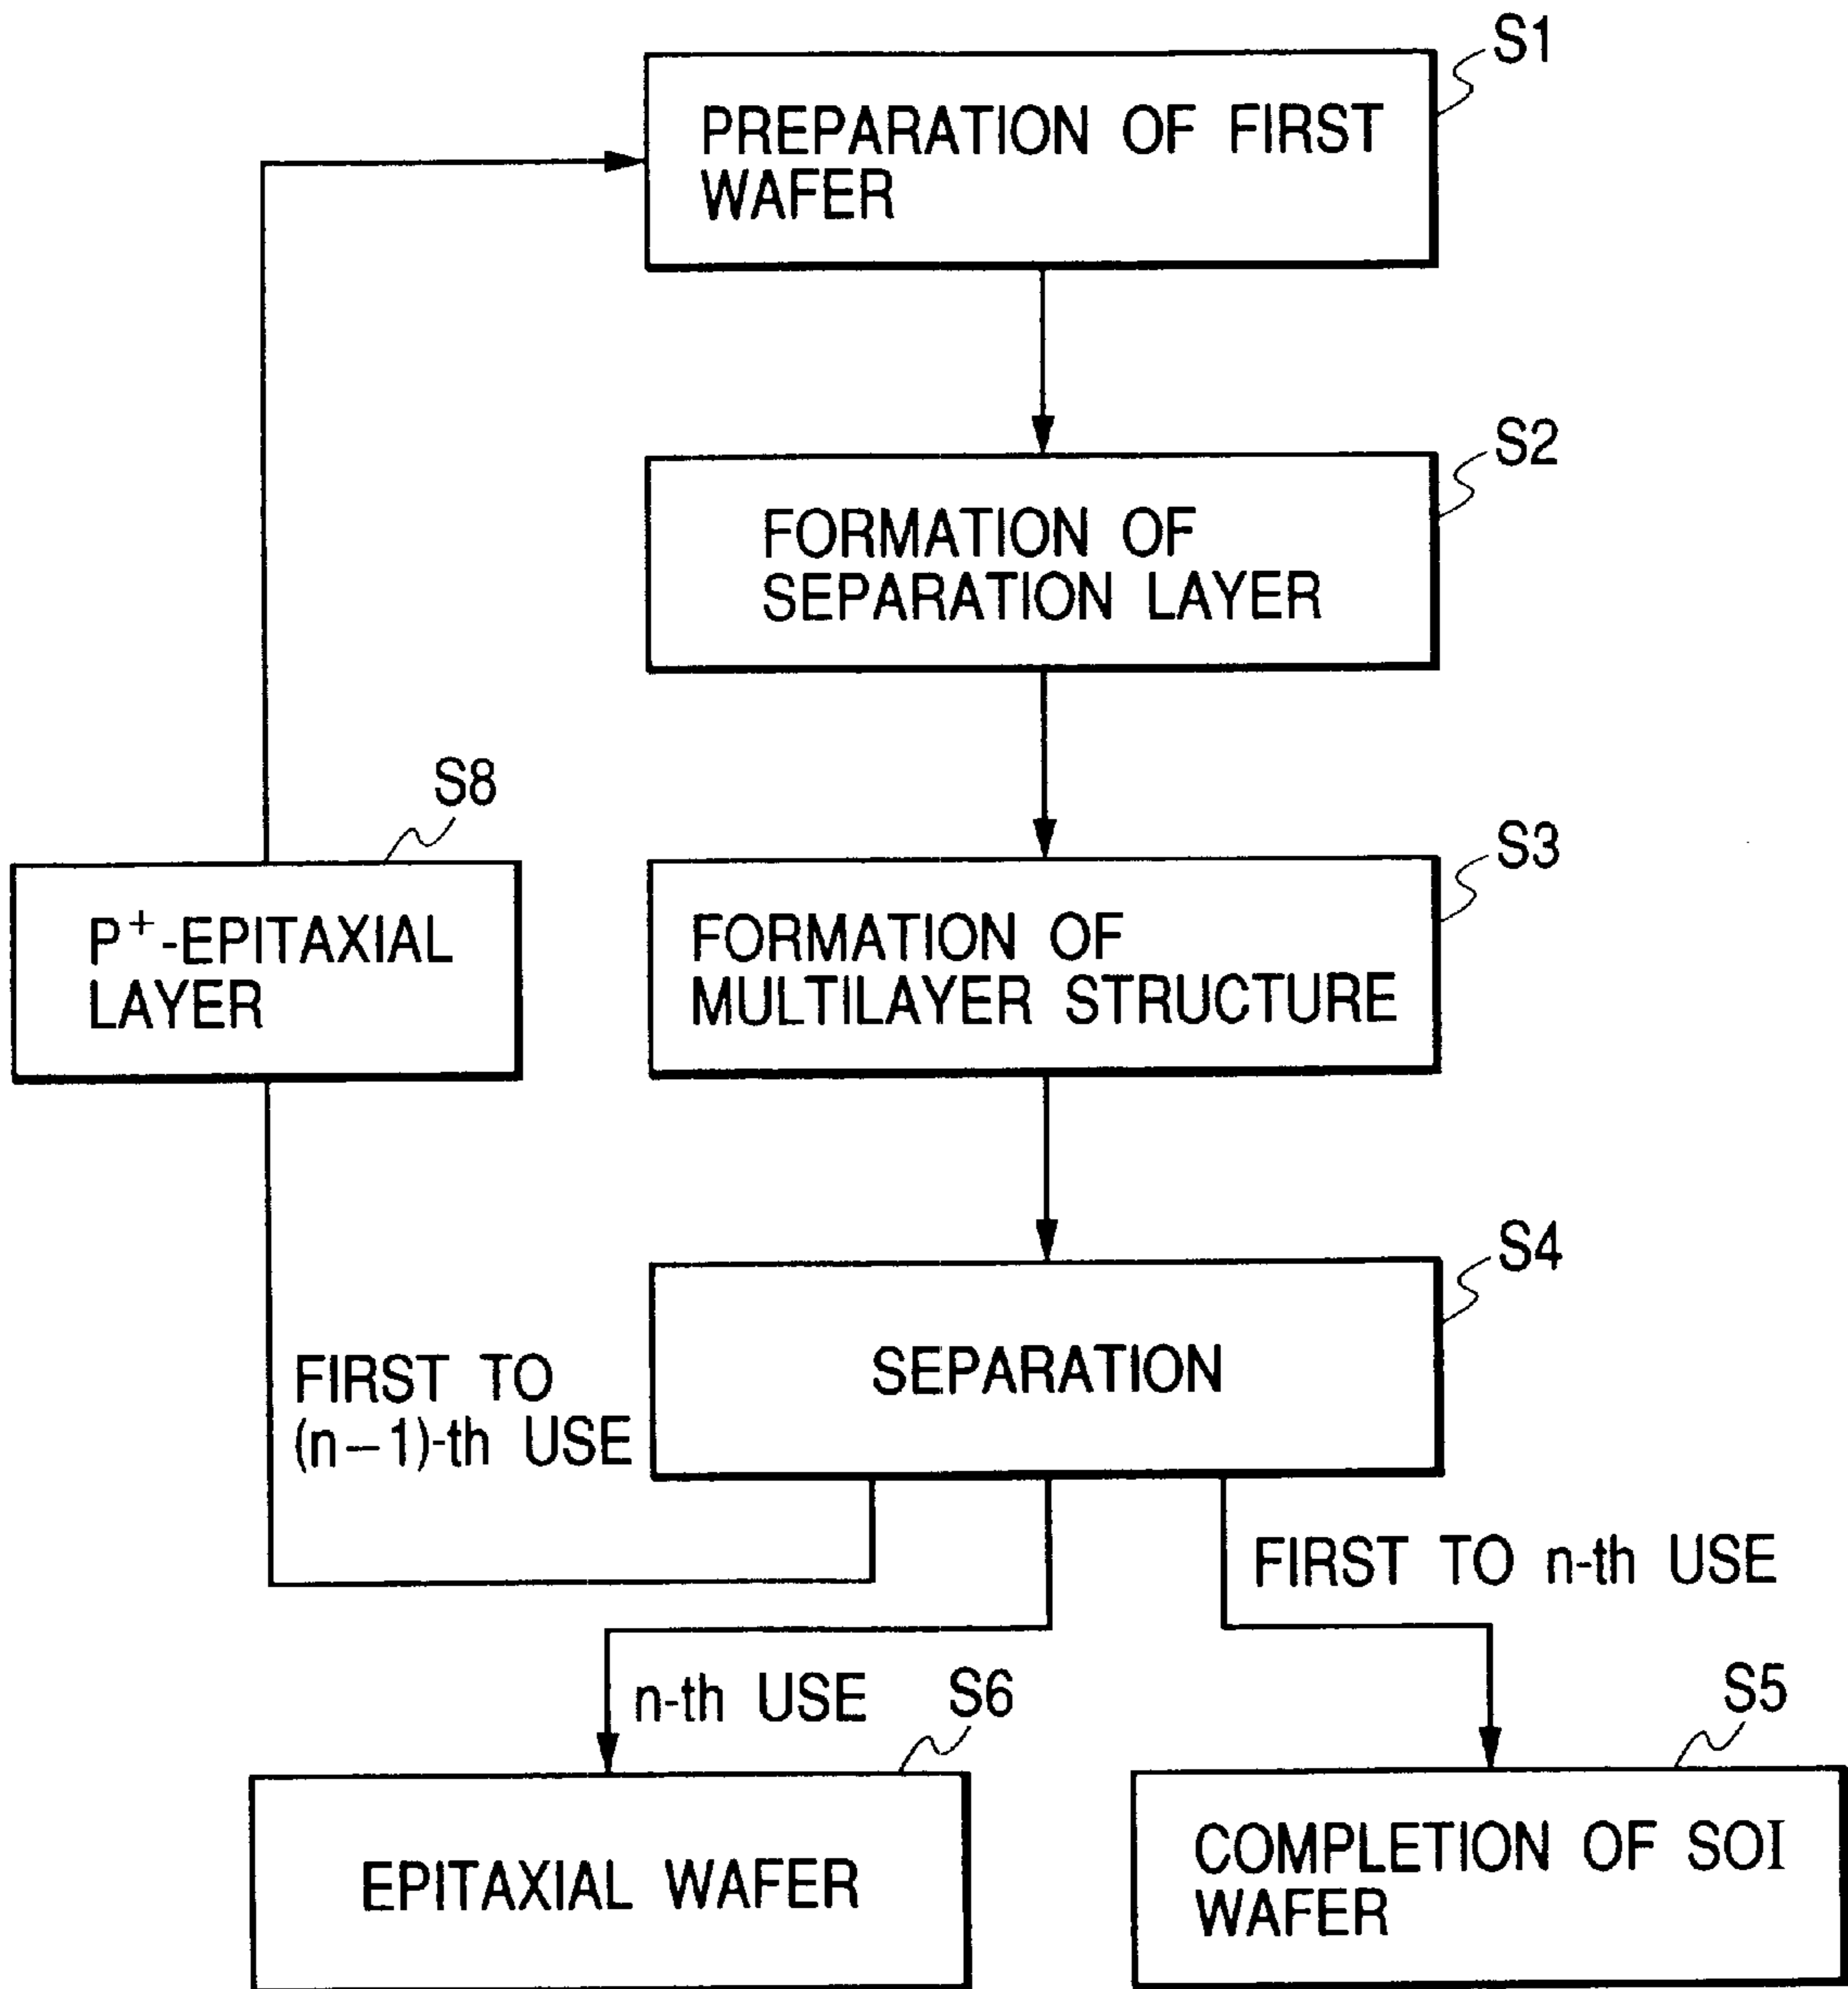 S1
PREPARATION OF FIRST
WAFER
S2
FORMATION OF
SEPARATION LAYER
S8
P+-EPITAXIAL
LAYER
S3
FORMATION OF
MULTILAYER STRUCTURE
S4
SEPARATION
FIRST TO
(n−1)-th USE
FIRST TO n-th USE
n-th USE
S6
EPITAXIAL WAFER
S5
COMPLETION OF SOI
WAFER